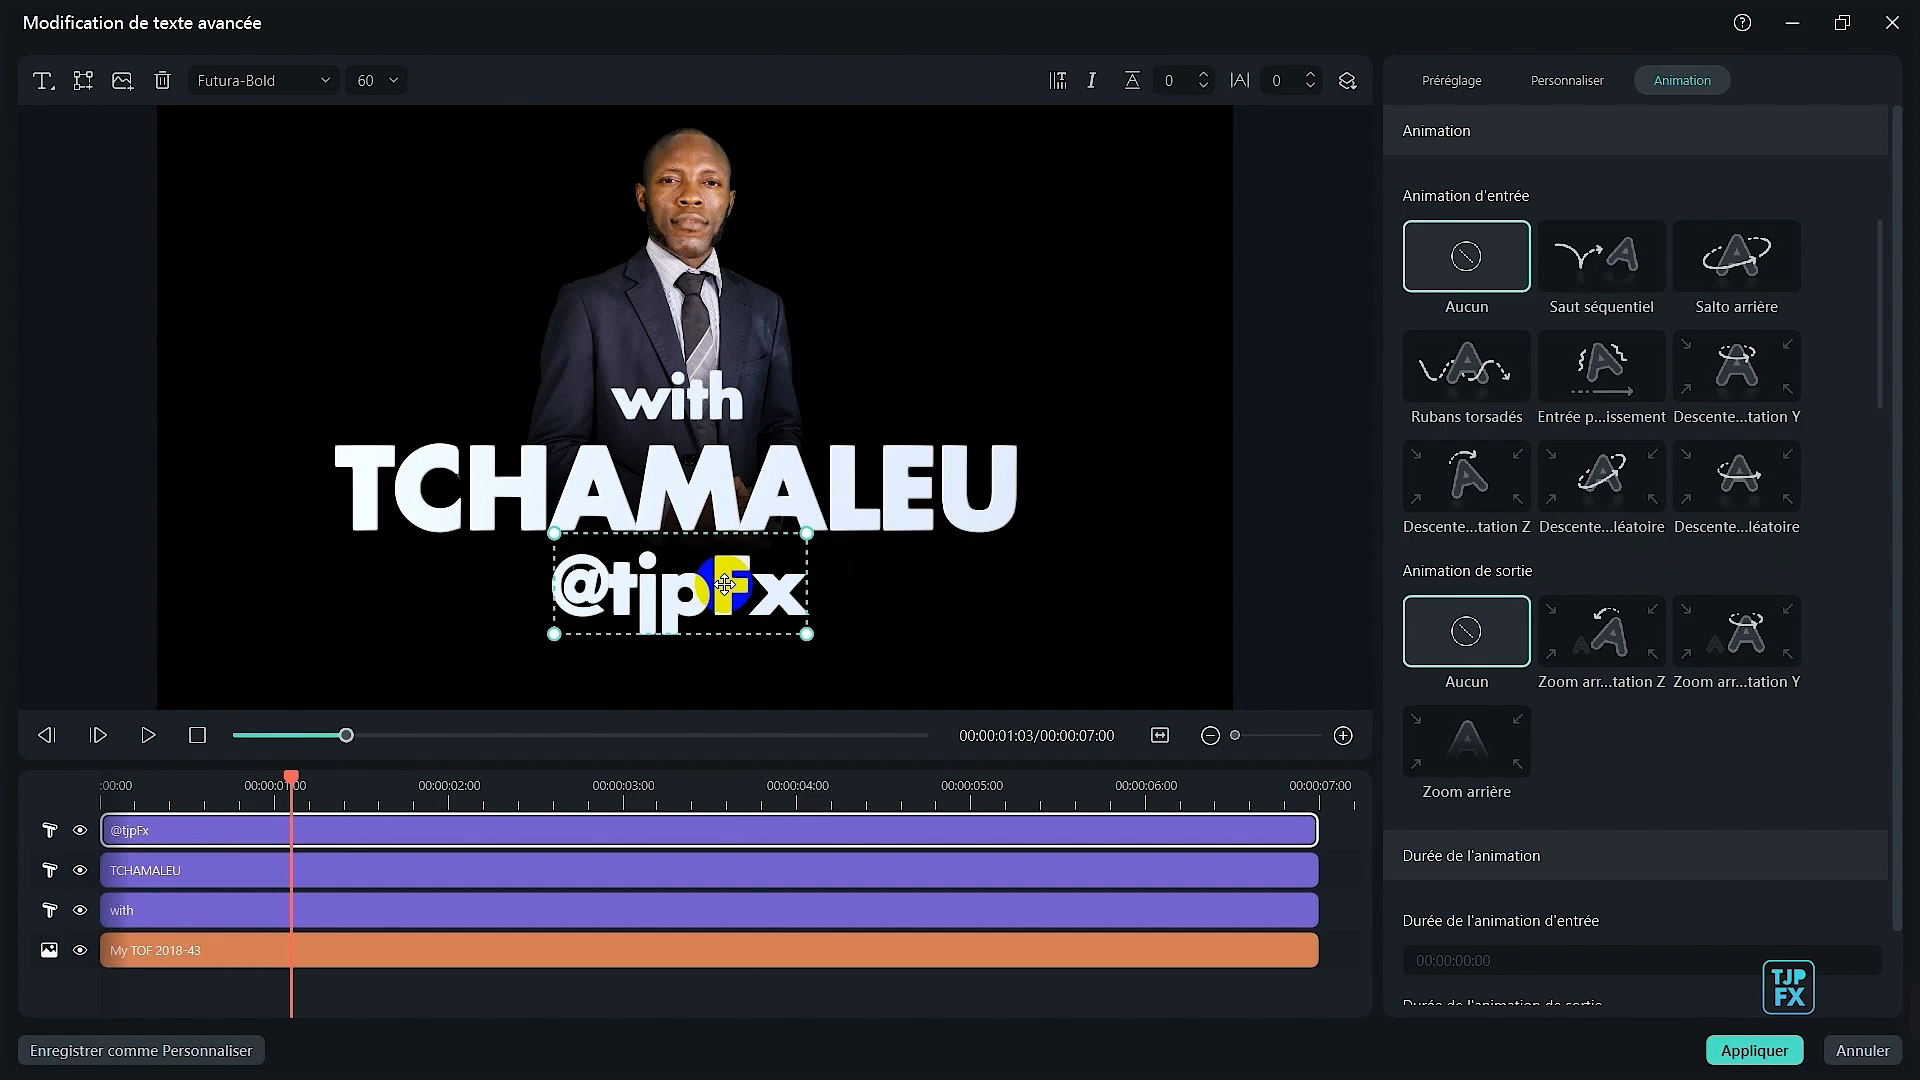 Modification de texte avancée
Futura-Bold
60
0
0
Préréglage
Personnaliser
Animation
Animation
Animation d'entrée
Aucun
Saut séquentiel
Salto arrière
Rubans torsadés
Entrée p...issement
Descente...tation Y
Descente...tation Z
Descente...léatoire
Descente...léatoire
Animation de sortie
Aucun
Zoom arr...tation Z
Zoom arr...tation Y
Zoom arrière
Durée de l'animation
Durée de l'animation d'entrée
00:00:00:00
Durée de l'animation de sortie
TJP
FX
with
TCHAMALEU
@tjpFx
00:00:01:03/00:00:07:00
:00:00
00:00:01:00
00:00:02:00
00:00:03:00
00:00:04:00
00:00:05:00
00:00:06:00
00:00:07:00
@tjpFx
TCHAMALEU
with
My TOF 2018-43
Enregistrer comme Personnaliser
Appliquer
Annuler